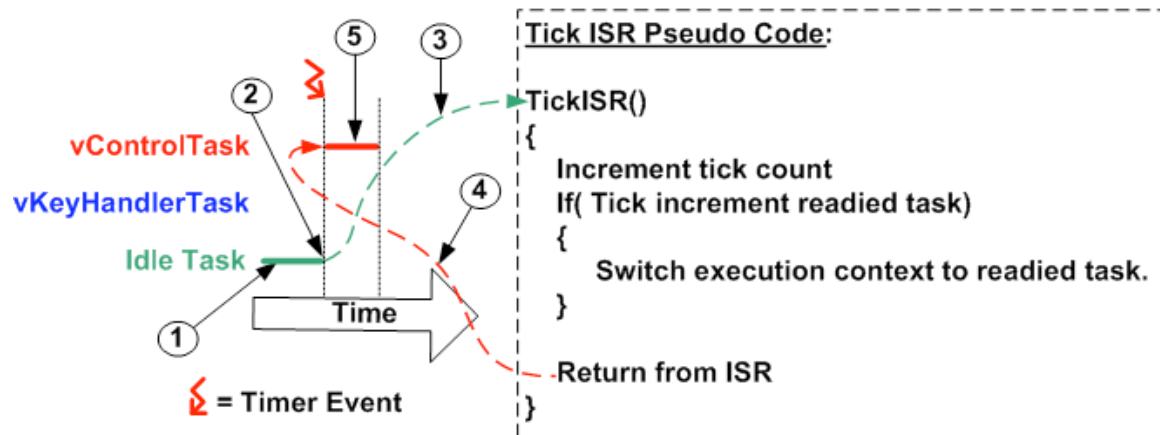 5
3
2
vControlTask
vKeyHandlerTask
4
Idle Task
1
Time
= Timer Event
Tick ISR Pseudo Code:
TickISR()
{
Increment tick count
If( Tick increment readied task)
{
Switch execution context to readied task.
}
Return from ISR
}